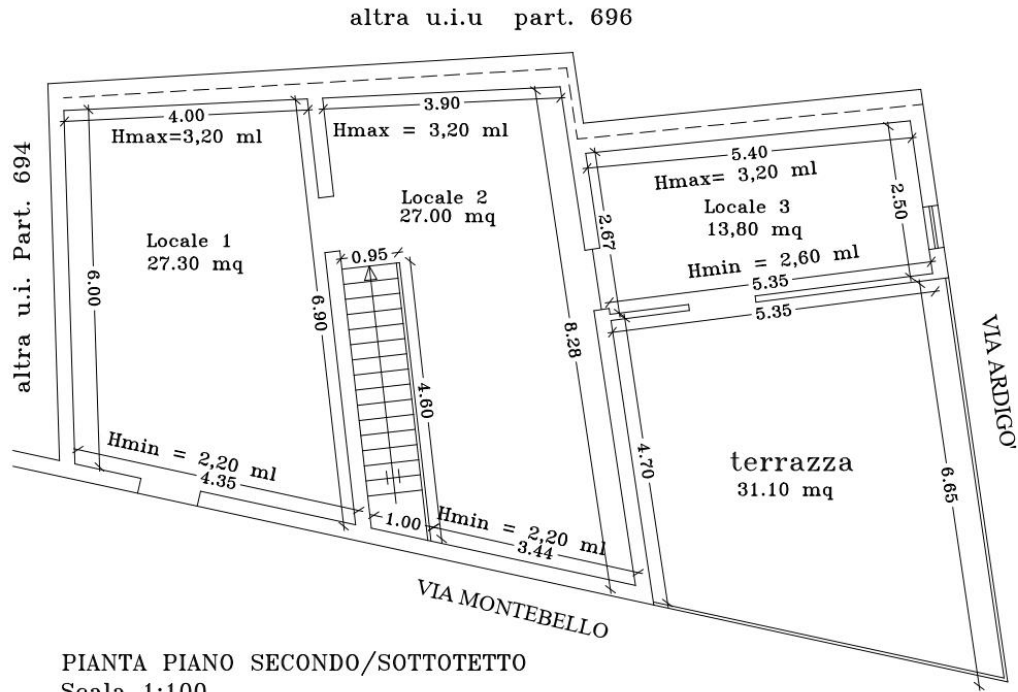 altra u.i.u   part. 696
altra u.i. Part. 694
4.00
Hmax=3,20 ml
3.90
Hmax = 3,20 ml
5.40
Hmax= 3,20 ml
Locale 1
27.30 mq
Locale 2
27.00 mq
Locale 3
13,80 mq
2.50
2.67
Hmin = 2,60 ml
5.35
5.35
0.95
6.00
6.90
8.28
4.60
4.70
6.65
terrazza
31.10 mq
VIA ARDIGO'
Hmin = 2,20 ml
4.35
1.00
Hmin = 2,20 ml
3.44
VIA MONTEBELLO
PIANTA PIANO SECONDO/SOTTOTETTO
Scala 1:100